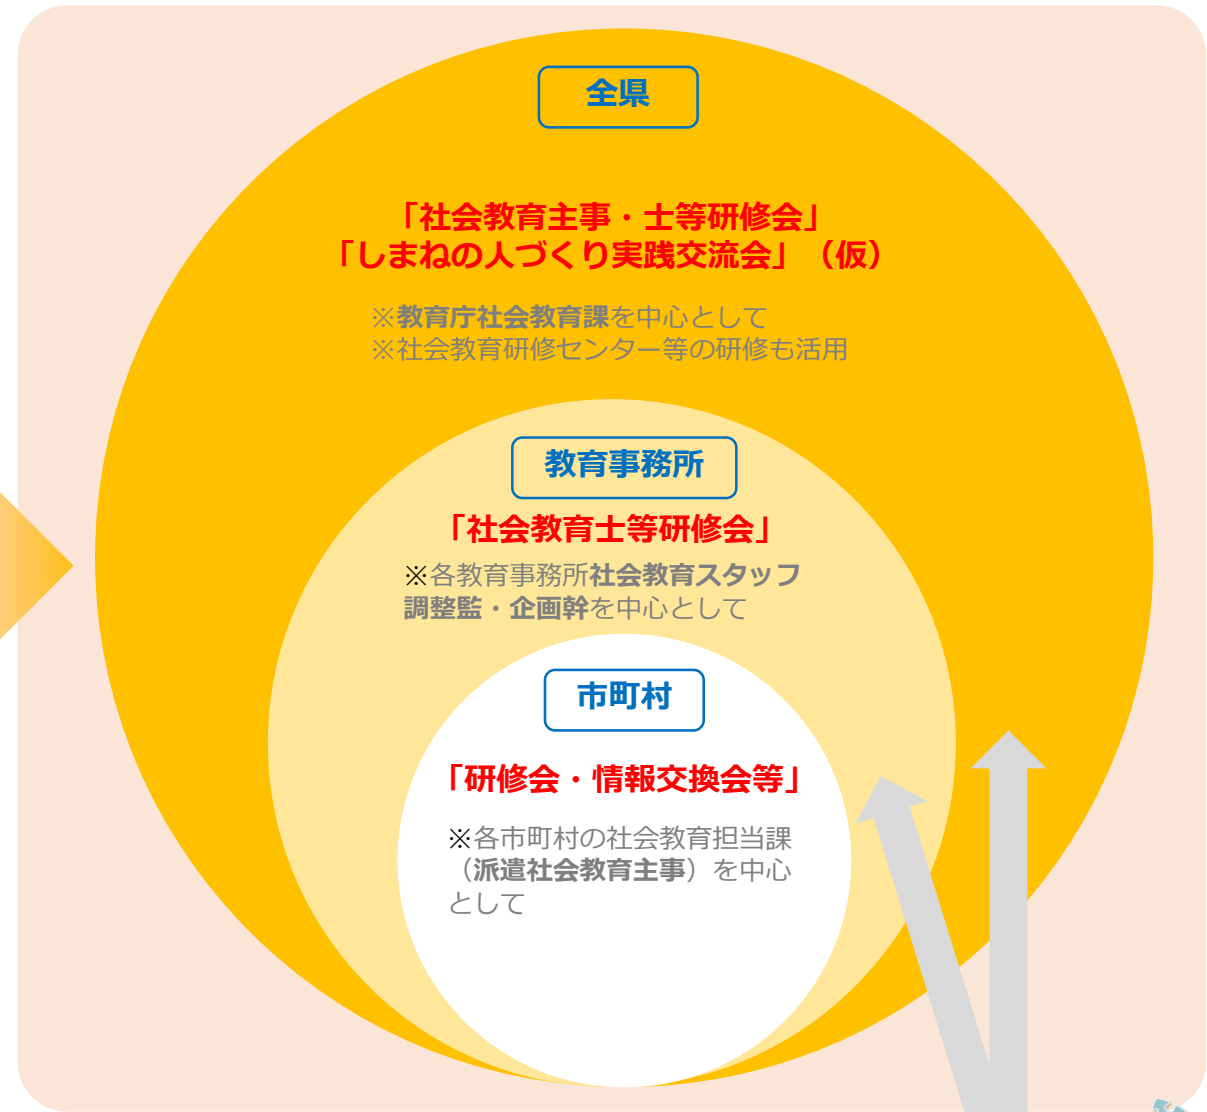 全県
「社会教育主事・士等研修会」
「しまねの人づくり実践交流会」（仮）
※教育庁社会教育課を中心として
※社会教育研修センター等の研修も活用
教育事務所
「社会教育士等研修会」
※各教育事務所社会教育スタッフ
調整監・企画幹を中心として
市町村
「研修会・情報交換会等」
※各市町村の社会教育担当課
（派遣社会教育主事）を中心
として